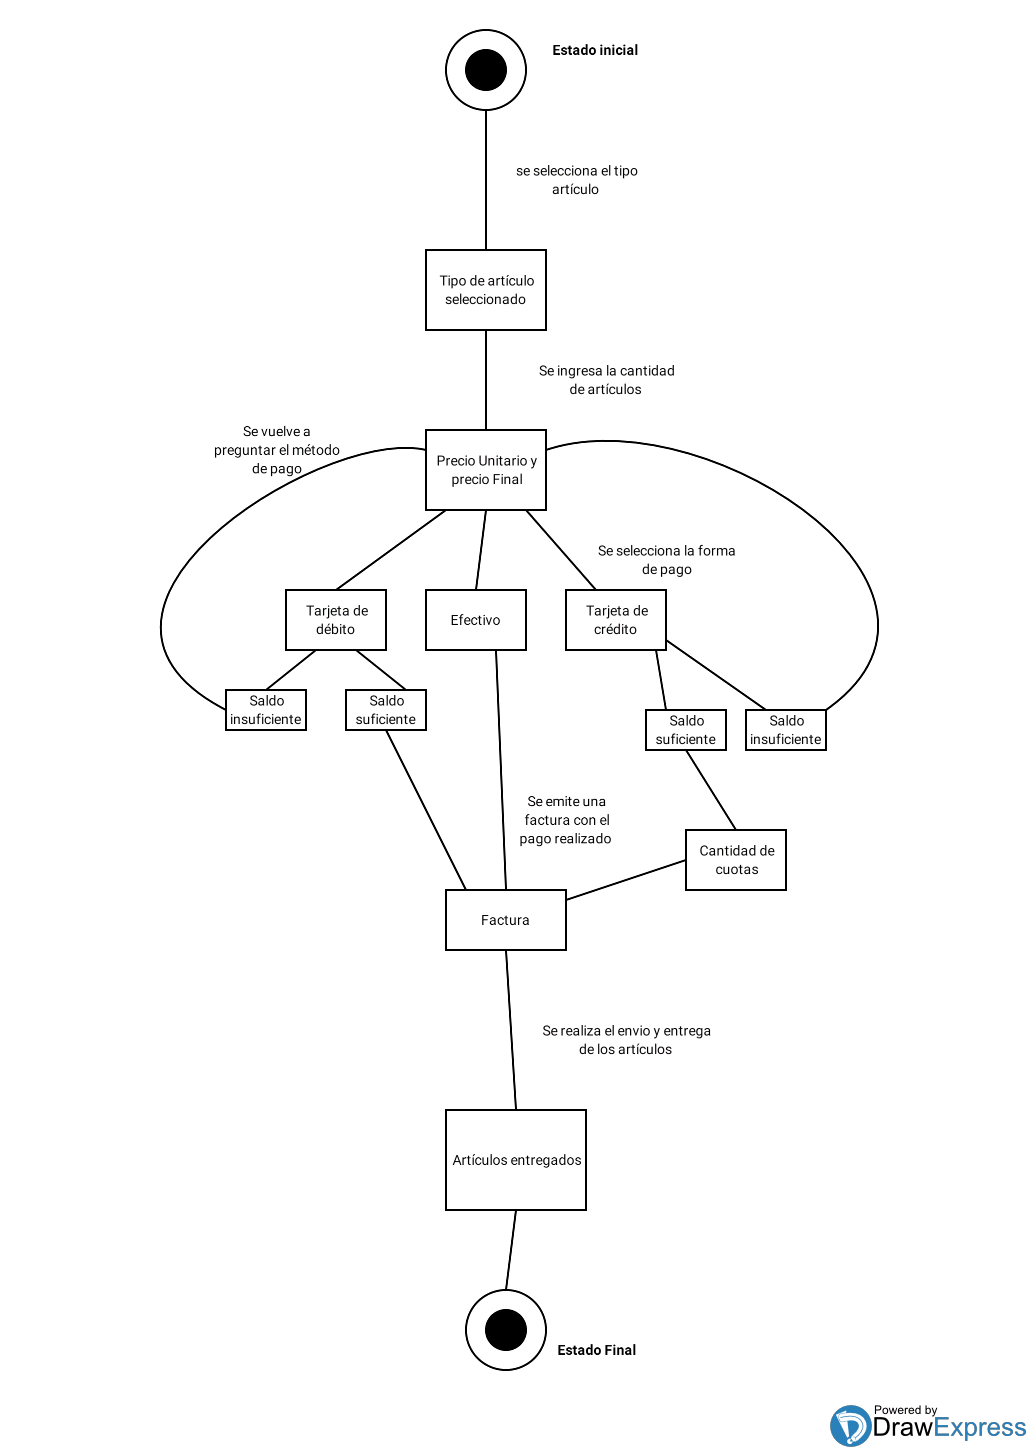 Estado inicial
se selecciona el tipo
artículo
Tipo de artículo
seleccionado
Se ingresa la cantidad
de artículos
Se vuelve a
preguntar el método
de pago
Precio Unitario y
precio Final
Se selecciona la forma
de pago
Tarjeta de
débito
Efectivo
Tarjeta de
crédito
Saldo
insuficiente
Saldo
suficiente
Saldo
suficiente
Saldo
insuficiente
Se emite una
factura con el
pago realizado
Cantidad de
cuotas
Factura
Se realiza el envio y entrega
de los artículos
Artículos entregados
Estado Final
Powered by
DrawExpress